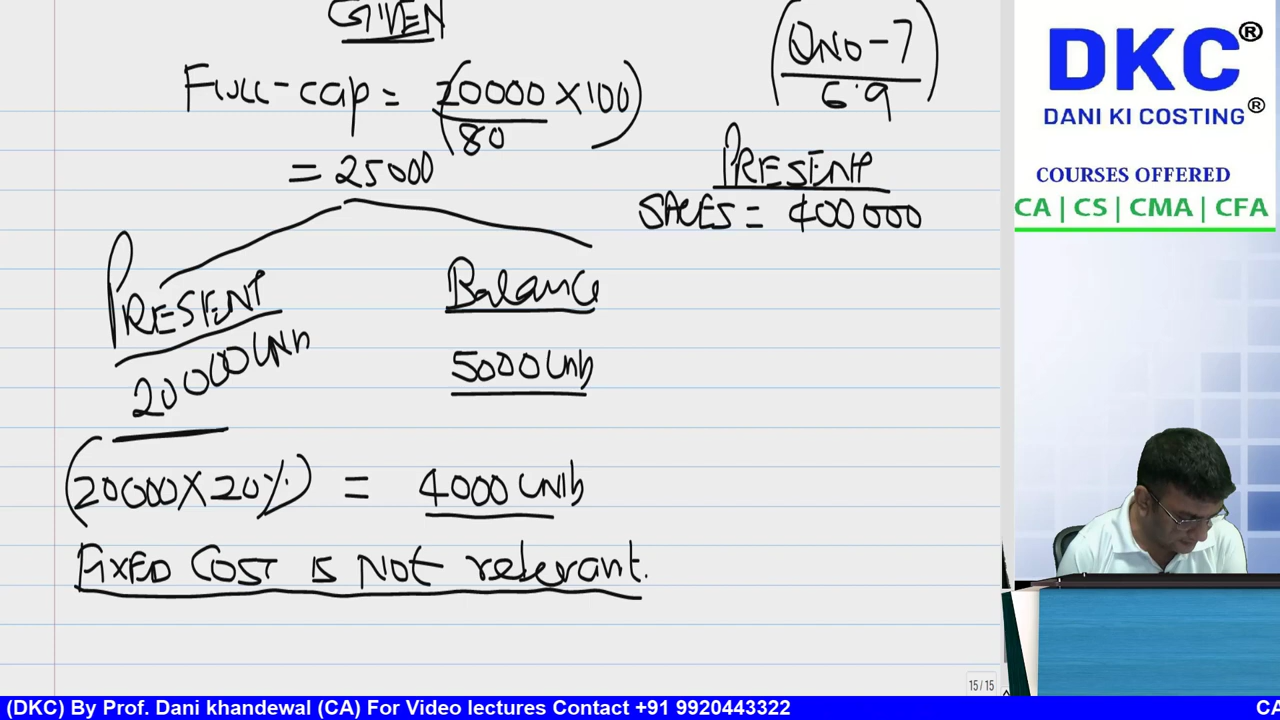 GIVEN
Full-cap = (20000 × 100)
80
= 25000
(QNO-7)
6.9
PRESENT
SALES = 400000
PRESENT
20000 Units
Balance
5000 Units
(20000 × 20%) = 4000 Units
FIXED COST is NOT relevant.
15/15
DKC®
DANI KI COSTING®
COURSES OFFERED
CA | CS | CMA | CFA
(DKC) By Prof. Dani khandewal (CA) For Video lectures Contact +91 9920443322
CA